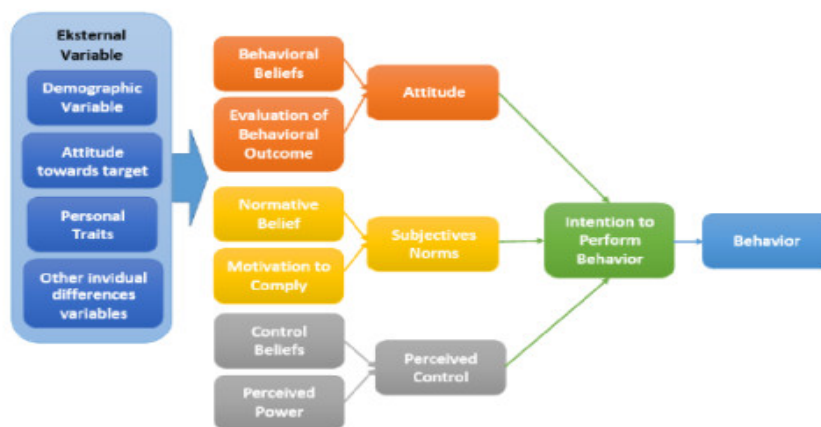 Eksternal
Variable
Demographic
Variable
Attitude
towards target
Personal
Traits
Other invidual
differences
variables
Behavioral
Beliefs
Evaluation of
Behavioral
Outcome
Attitude
Normative
Belief
Motivation to
Comply
Subjectives
Norms
Control
Beliefs
Perceived
Power
Perceived
Control
Intention to
Perform
Behavior
Behavior